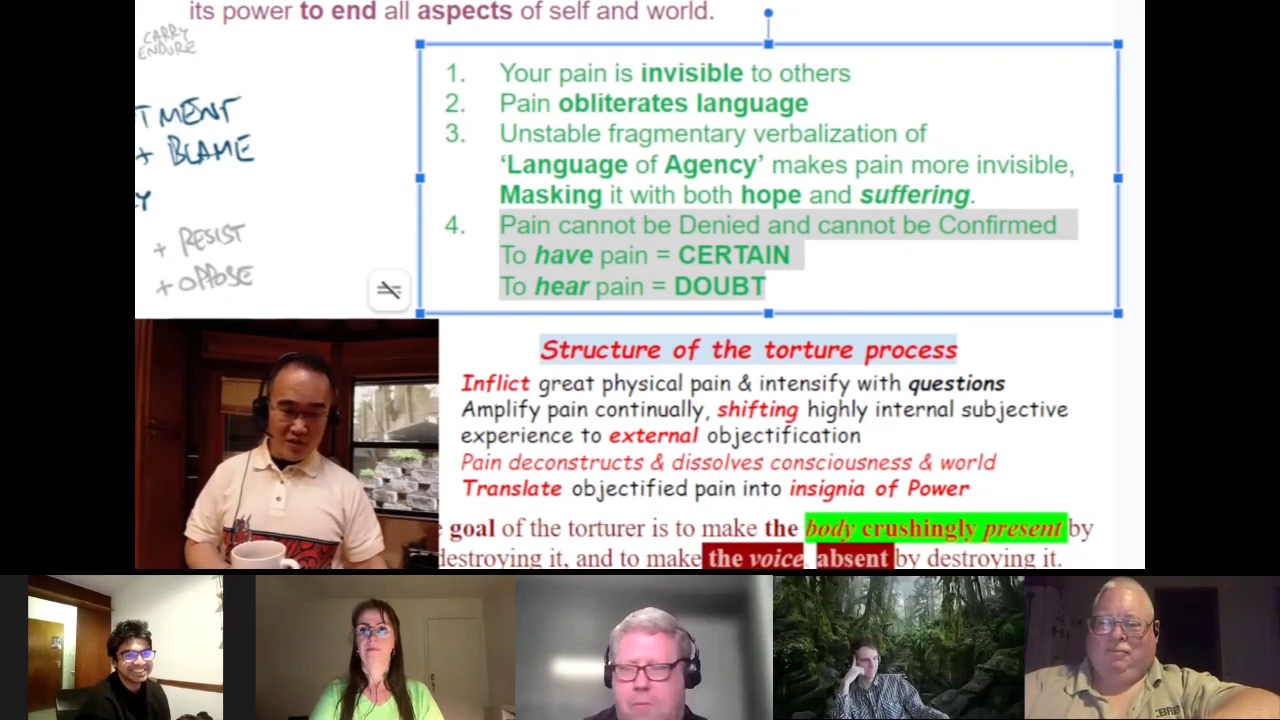 its power to end all aspects of self and world.
CARRY
ENDURE
TMENT
+ BLAME
Y
+ RESIST
+ OPPOSE
1. Your pain is invisible to others
2. Pain obliterates language
3. Unstable fragmentary verbalization of
‘Language of Agency’ makes pain more invisible,
Masking it with both hope and suffering.
4. Pain cannot be Denied and cannot be Confirmed
To have pain = CERTAIN
To hear pain = DOUBT
Structure of the torture process
Inflict great physical pain & intensify with questions
Amplify pain continually, shifting highly internal subjective
experience to external objectification
Pain deconstructs & dissolves consciousness & world
Translate objectified pain into insignia of Power
goal of the torturer is to make the body crushingly present by
destroying it, and to make the voice, absent by destroying it.
CBRE